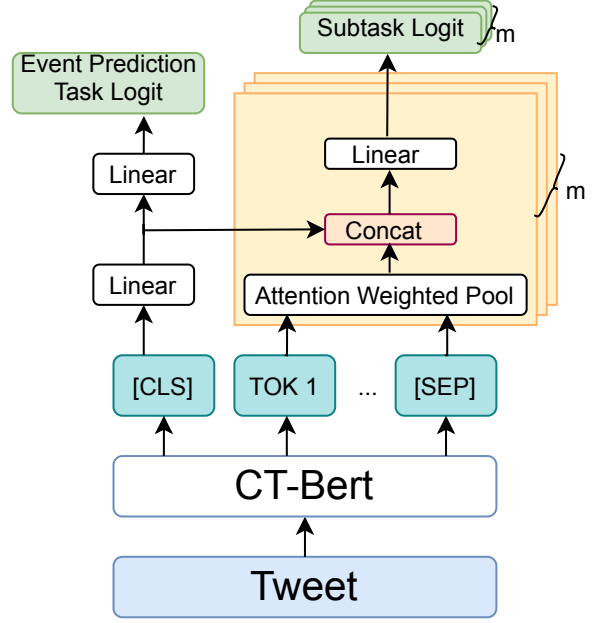 Subtask Logit
m
Event Prediction
Task Logit
Linear
Linear
m
Concat
Linear
Attention Weighted Pool
[CLS]
TOK 1
...
[SEP]
CT-Bert
Tweet